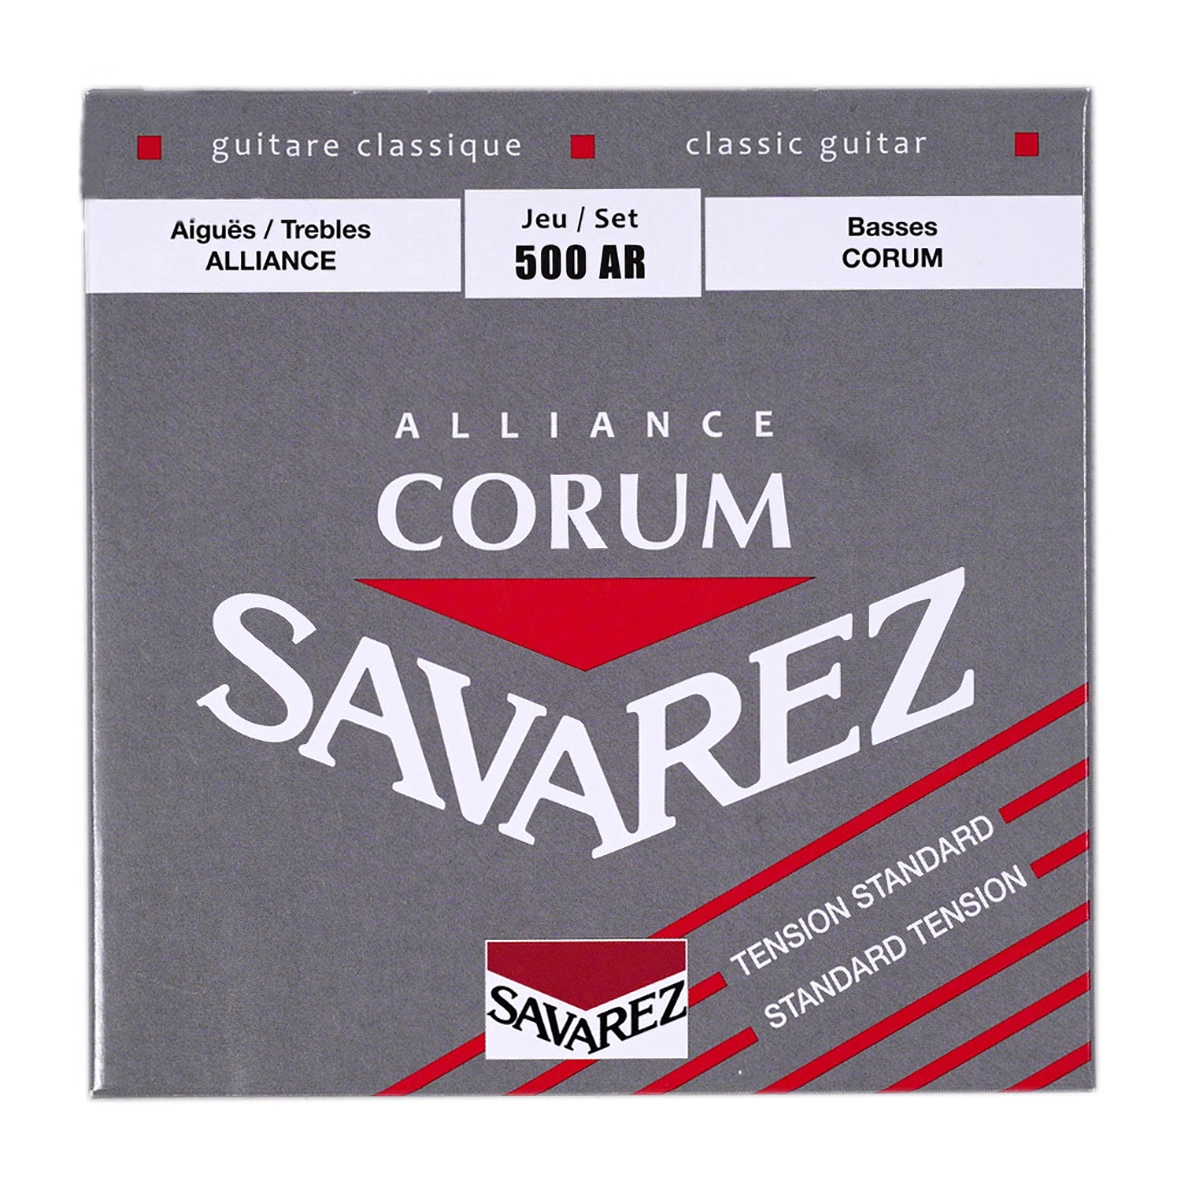 guitare classique
classic guitar
Aiguës / Trebles
ALLIANCE
Jeu / Set
500 AR
Basses
CORUM
ALLIANCE
CORUM
SAVAREZ
TENSION STANDARD
STANDARD TENSION
SAVAREZ